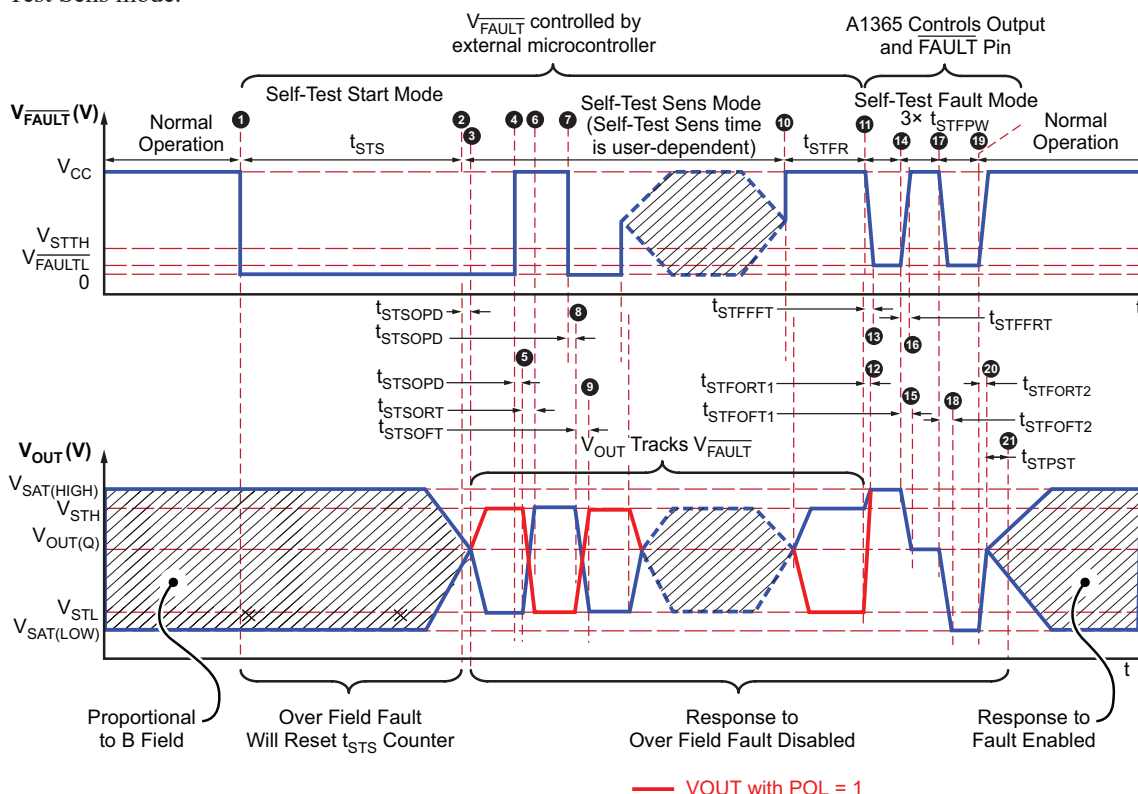 Test Sens mode.
V̅FAULT controlled by
external microcontroller
A1365 Controls Output
and FAULT Pin
VFAULT (V)
Self-Test Start Mode
Self-Test Sens Mode
(Self-Test Sens time
is user-dependent)
Self-Test Fault Mode
3× tSTFPW
Normal
Operation
Normal
Operation
tSTS
tSTFR
1
2
3
4
6
7
10
11
14
17
19
VCC
VSTTH
VFAULTL
0
t
tSTSOPD
8
tSTSOPD
tSTFFFT
tSTFFRT
13
16
5
tSTSOPD
9
tSTSORT
tSTSOFT
12
tSTFORT1
20
tSTFORT2
15
18
tSTFOFT1
tSTFOFT2
21
tSTPST
VOUT Tracks VFAULT
VOUT (V)
VSAT(HIGH)
VSTH
VOUT(Q)
VSTL
VSAT(LOW)
t
Proportional
to B Field
Over Field Fault
Will Reset tSTS Counter
Response to
Over Field Fault Disabled
Response to
Fault Enabled
VOUT with POL = 1